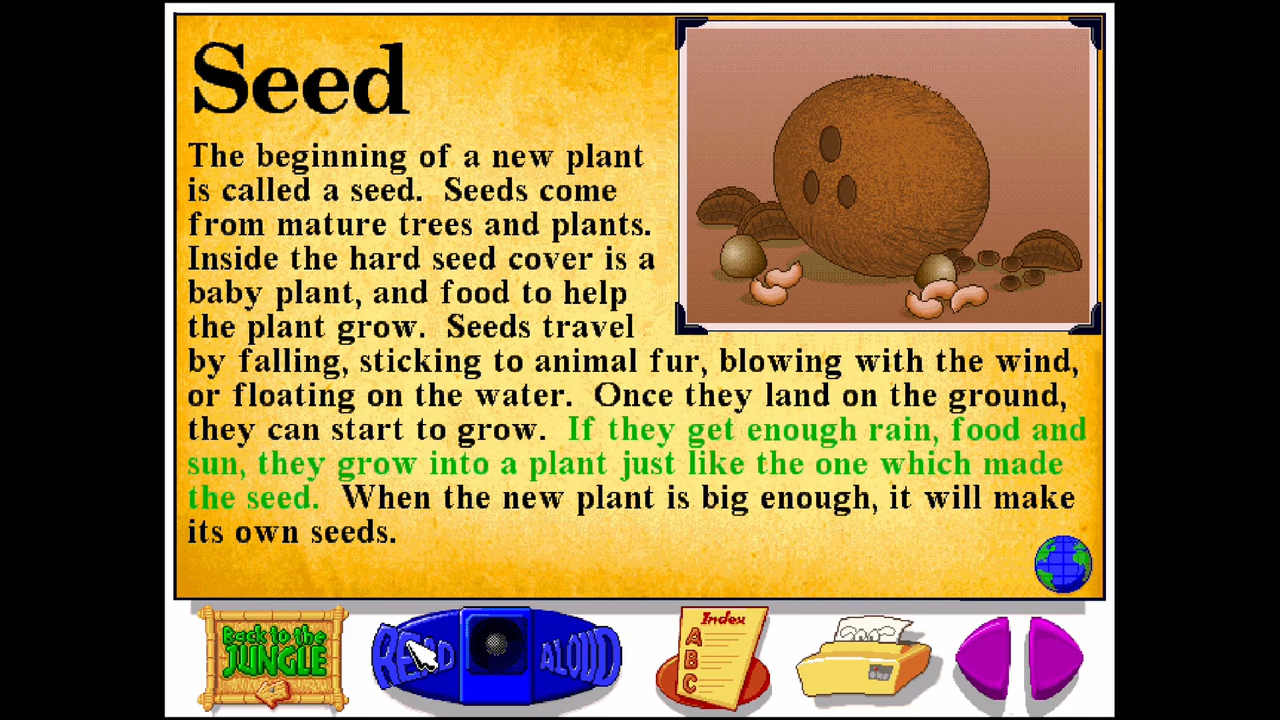 Seed
The beginning of a new plant
is called a seed.  Seeds come
from mature trees and plants.
Inside the hard seed cover is a
baby plant, and food to help
the plant grow.  Seeds travel
by falling, sticking to animal fur, blowing with the wind,
or floating on the water.  Once they land on the ground,
they can start to grow.  If they get enough rain, food and
sun, they grow into a plant just like the one which made
the seed.  When the new plant is big enough, it will make
its own seeds.
Back to the
JUNGLE
READ ALOUD
Index
A
B
C